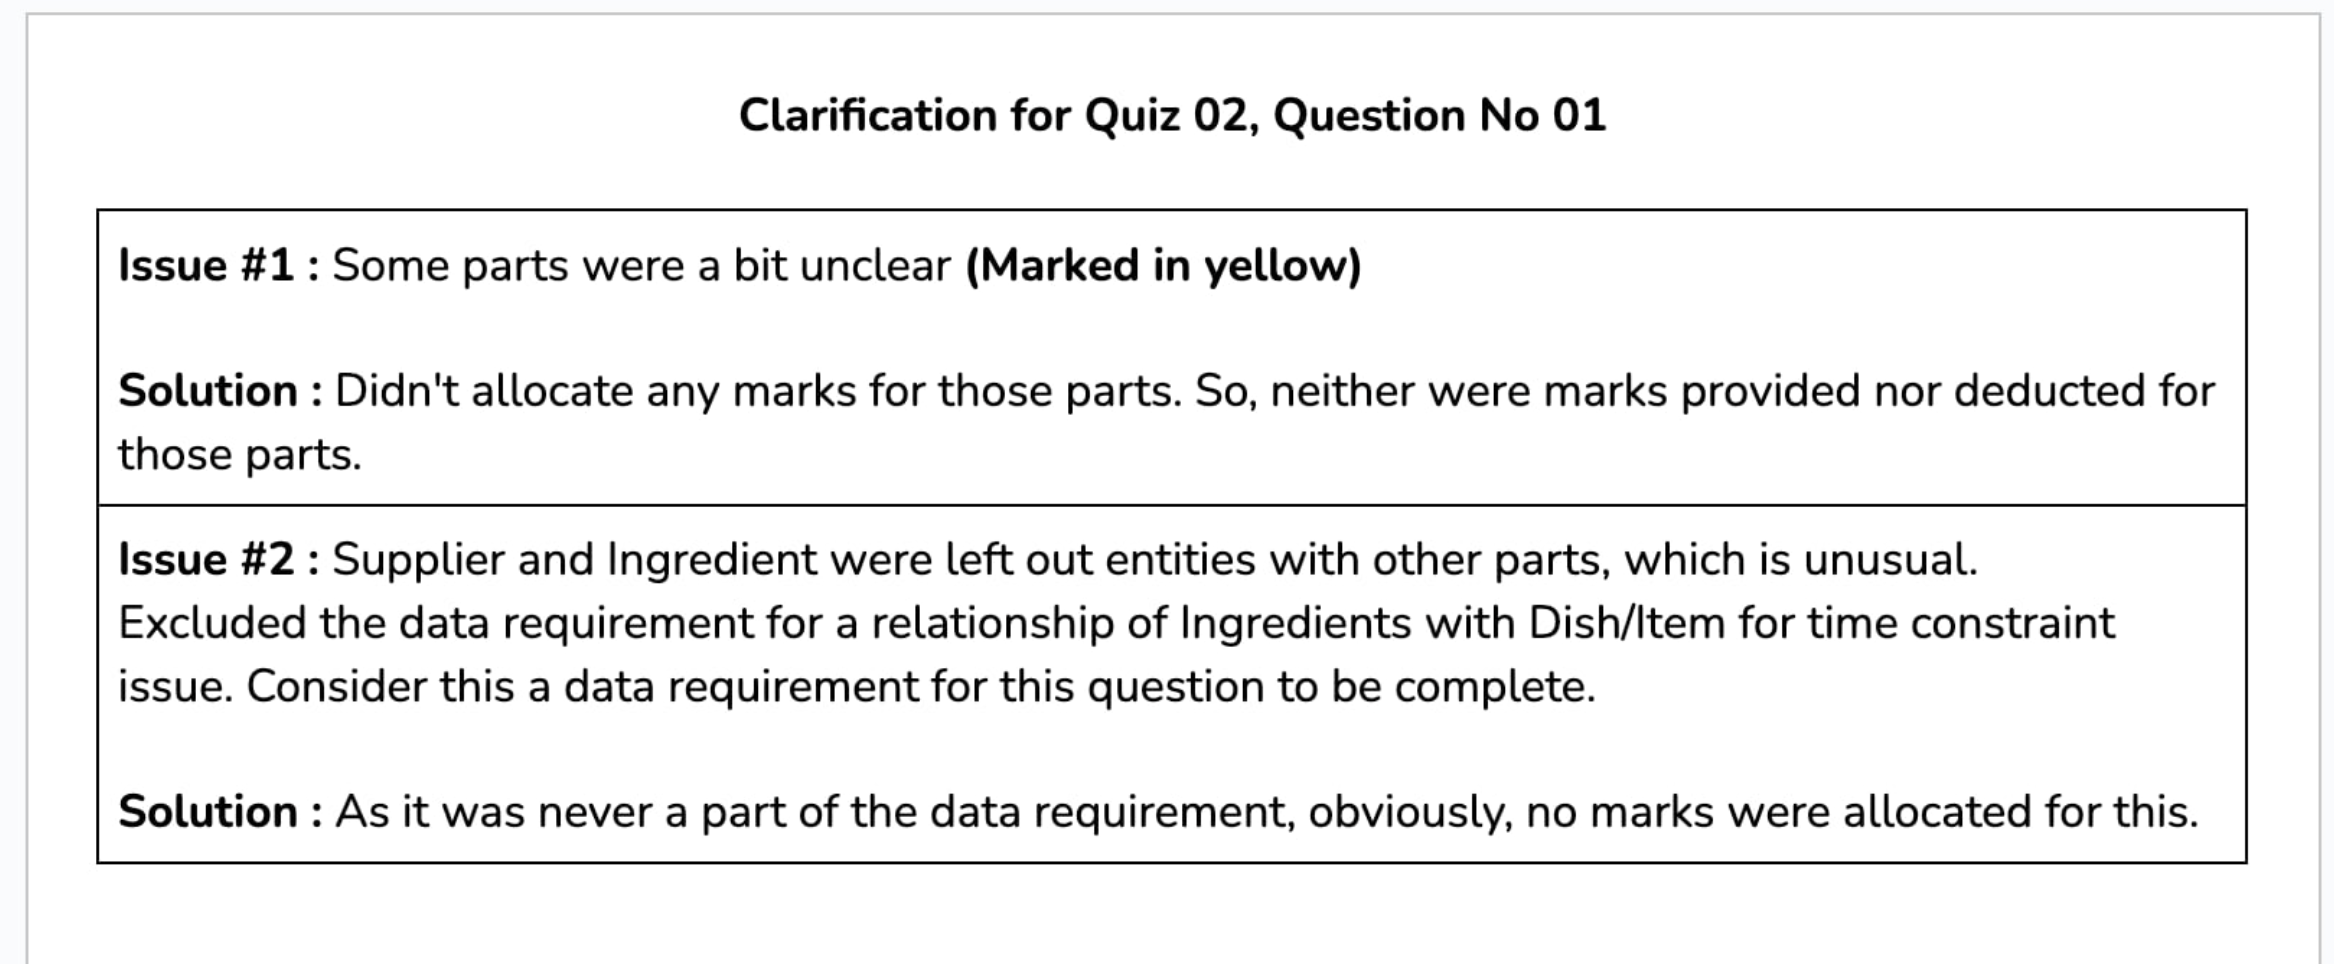 Clarification for Quiz 02, Question No 01
Issue #1 : Some parts were a bit unclear (Marked in yellow)
Solution : Didn't allocate any marks for those parts. So, neither were marks provided nor deducted for
those parts.
Issue #2 : Supplier and Ingredient were left out entities with other parts, which is unusual.
Excluded the data requirement for a relationship of Ingredients with Dish/Item for time constraint
issue. Consider this a data requirement for this question to be complete.
Solution : As it was never a part of the data requirement, obviously, no marks were allocated for this.